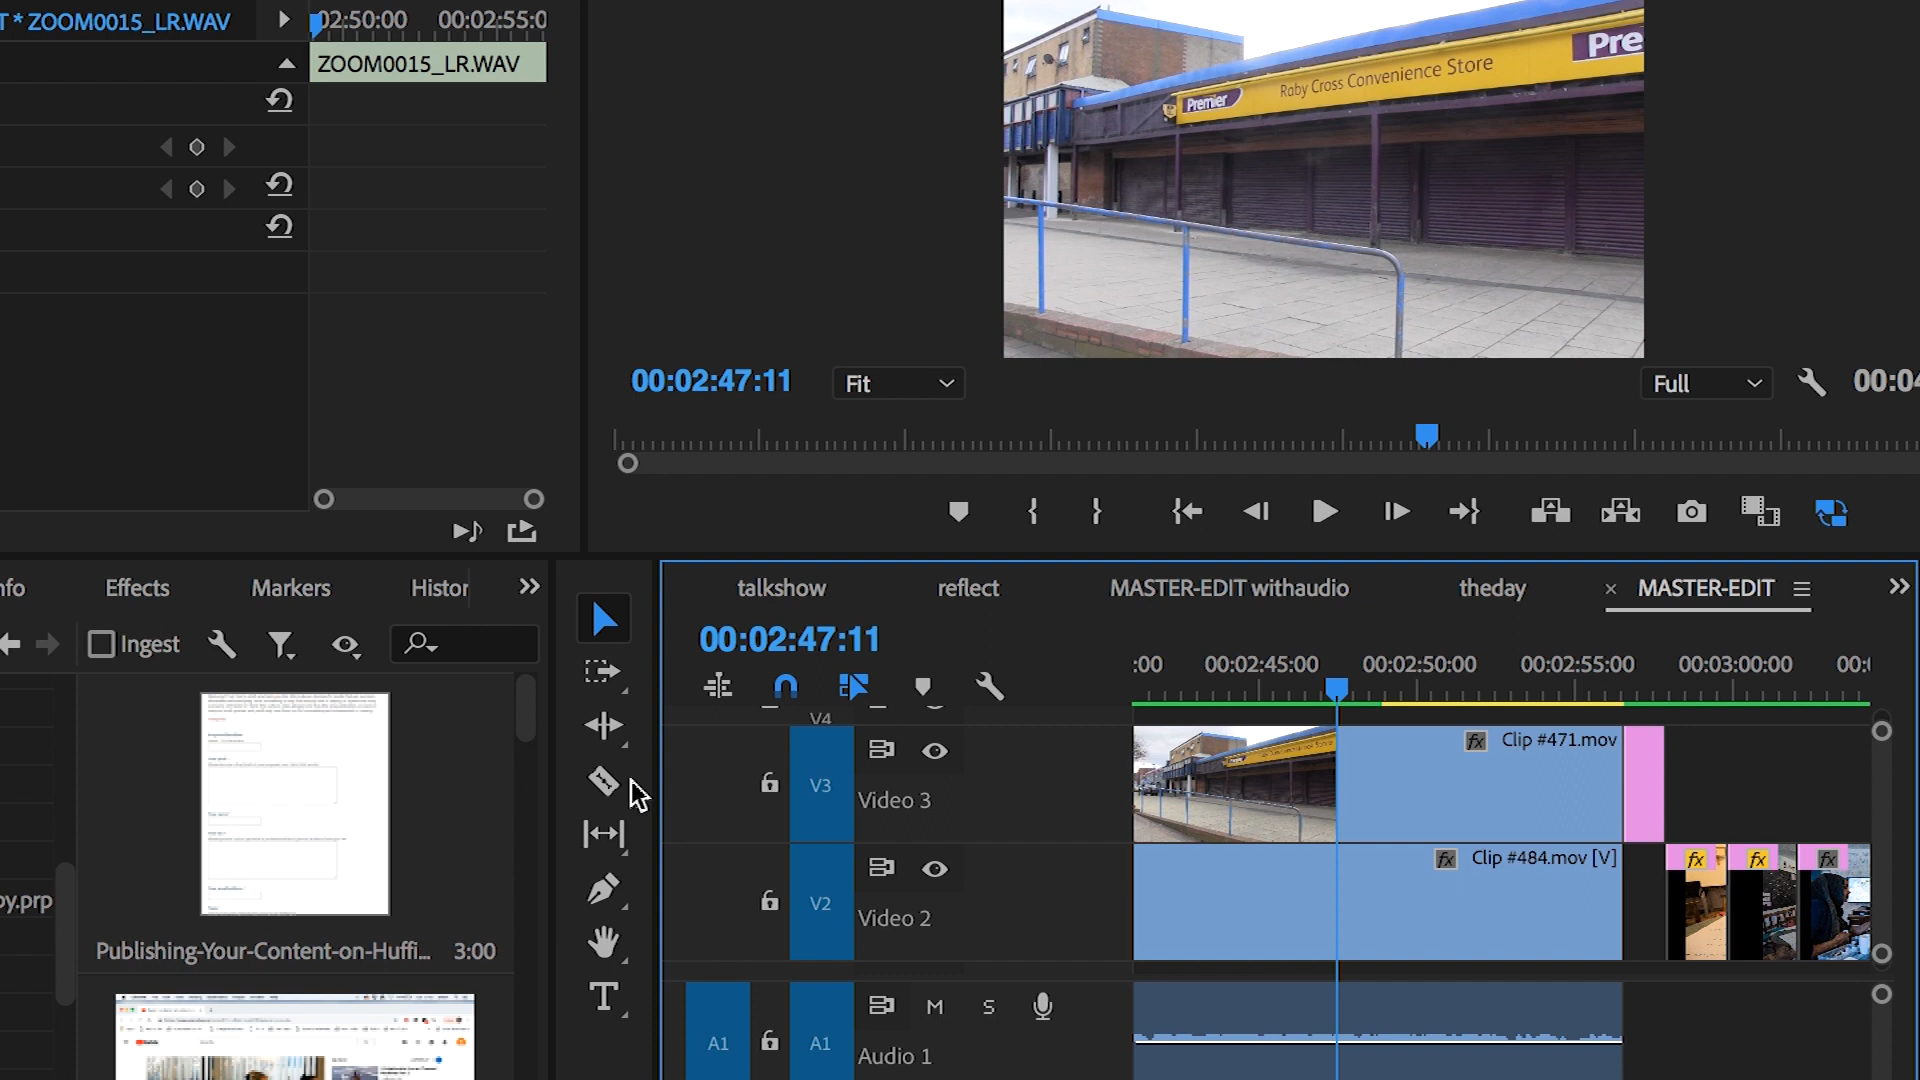 T * ZOOM0015_LR.WAV
02:50:00
00:02:55:0
ZOOM0015_LR.WAV
Premier
Raby Cross Convenience Store
Pre
00:02:47:11
Fit
Full
00:04
nfo
Effects
Markers
Histor
Ingest
Publishing-Your-Content-on-Huffi...
3:00
py.prp
talkshow
reflect
MASTER-EDIT withaudio
theday
MASTER-EDIT
00:02:47:11
:00
00:02:45:00
00:02:50:00
00:02:55:00
00:03:00:00
00:
V4
V3
Video 3
fx
Clip #471.mov
V2
Video 2
fx
Clip #484.mov [V]
fx
fx
fx
A1
A1
M
S
Audio 1